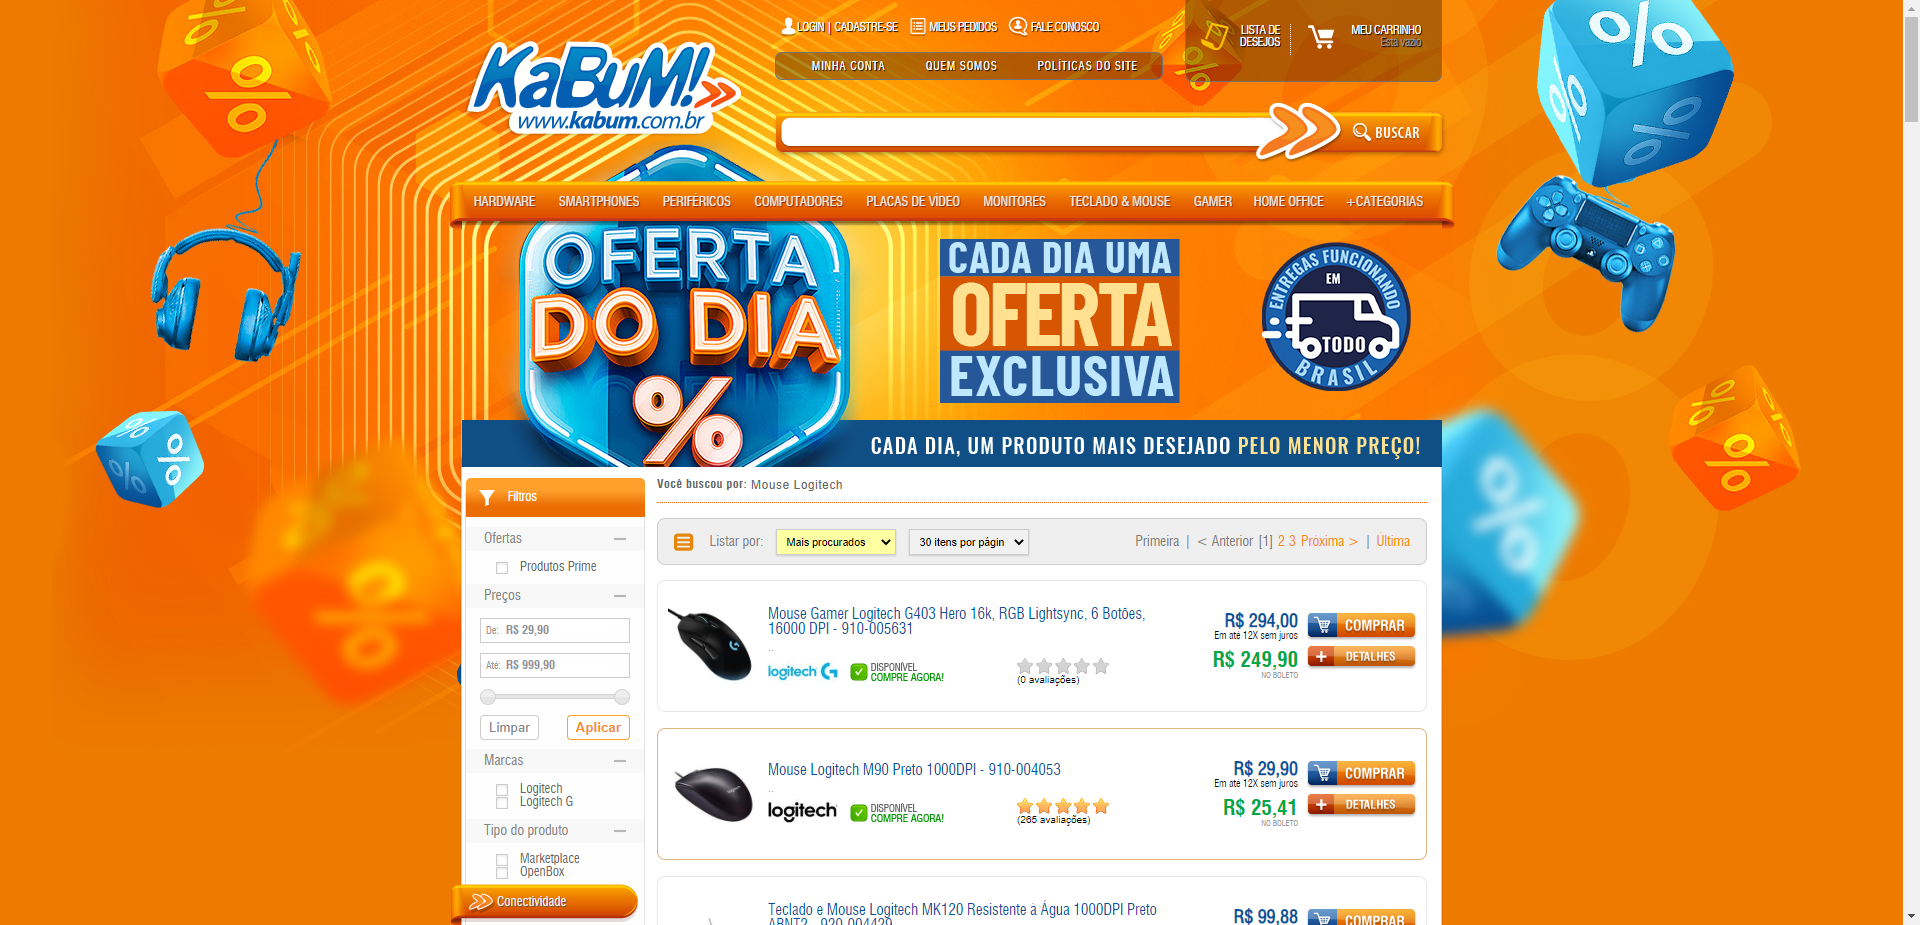 LOGIN | CADASTRE-SE MEUS PEDIDOS FALE CONOSCO
LISTA DE DESEJOS
MEU CARRINHO
Está vazio
MINHA CONTA QUEM SOMOS POLÍTICAS DO SITE
KaBuM!
www.kabum.com.br
BUSCAR
HARDWARE SMARTPHONES PERIFÉRICOS COMPUTADORES PLACAS DE VÍDEO MONITORES TECLADO & MOUSE GAMER HOME OFFICE +CATEGORIAS
OFERTA
DO DIA
%
CADA DIA UMA
OFERTA
EXCLUSIVA
ENTREGAS FUNCIONANDO
EM
TODO
BRASIL
CADA DIA, UM PRODUTO MAIS DESEJADO PELO MENOR PREÇO!
Você buscou por: Mouse Logitech
Filtros
Ofertas
Produtos Prime
Preços
De: R$ 29,90
Até: R$ 999,90
Limpar Aplicar
Marcas
Logitech
Logitech G
Tipo do produto
Marketplace
OpenBox
Conectividade
Listar por: Mais procurados 30 itens por págin Primeira | < Anterior [1] 2 3 Próxima > | Última
Mouse Gamer Logitech G403 Hero 16k, RGB Lightsync, 6 Botões,
16000 DPI - 910-005631
..
logitech G
DISPONÍVEL
COMPRE AGORA!
(0 avaliações)
R$ 294,00
Em até 12X sem juros
R$ 249,90
NO BOLETO
COMPRAR
+ DETALHES
Mouse Logitech M90 Preto 1000DPI - 910-004053
..
logitech
DISPONÍVEL
COMPRE AGORA!
(265 avaliações)
R$ 29,90
Em até 12X sem juros
R$ 25,41
NO BOLETO
COMPRAR
+ DETALHES
Teclado e Mouse Logitech MK120 Resistente à Água 1000DPI Preto
ABNT2 - 920-004429
R$ 99,88
COMPRAR